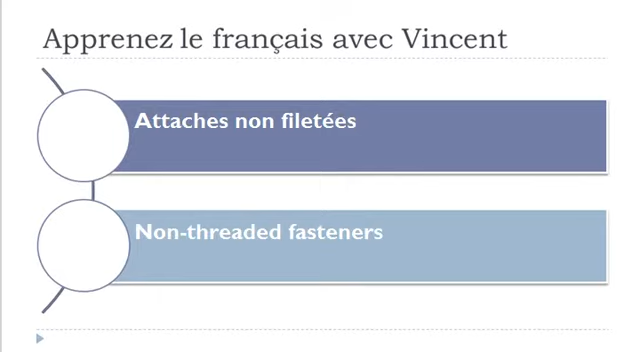 Apprenez le français avec Vincent
Attaches non filetées
Non-threaded fasteners